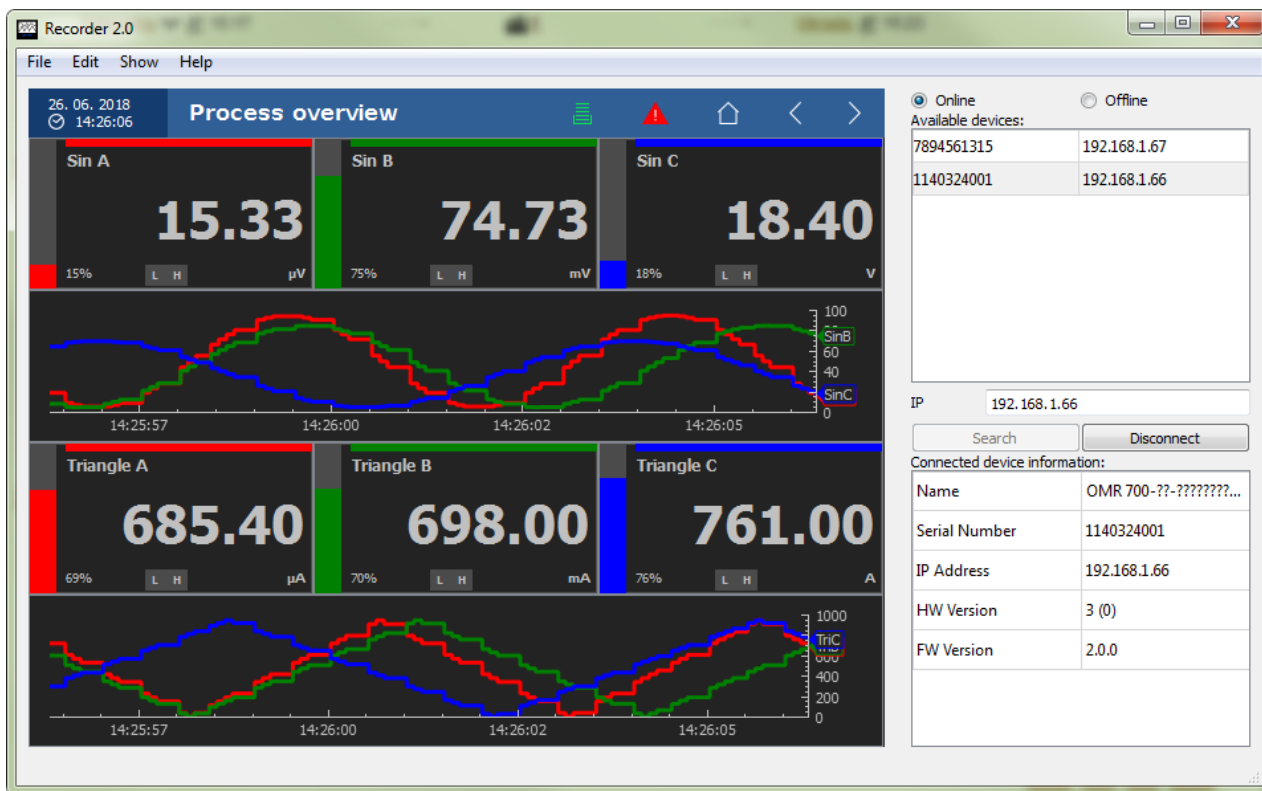 Recorder 2.0
File Edit Show Help
26. 06. 2018
14:26:06
Process overview
Sin A
15.33
15% L H µV
Sin B
74.73
75% L H mV
Sin C
18.40
18% L H V
100
SinB
60
40
SinC
0
14:25:57 14:26:00 14:26:02 14:26:05
Triangle A
685.40
69% L H µA
Triangle B
698.00
70% L H mA
Triangle C
761.00
76% L H A
1000
TriC
600
400
200
0
14:25:57 14:26:00 14:26:02 14:26:05
Online Offline
Available devices:
7894561315 192.168.1.67
1140324001 192.168.1.66
IP 192.168.1.66
Search Disconnect
Connected device information:
Name OMR 700-??-????????...
Serial Number 1140324001
IP Address 192.168.1.66
HW Version 3 (0)
FW Version 2.0.0